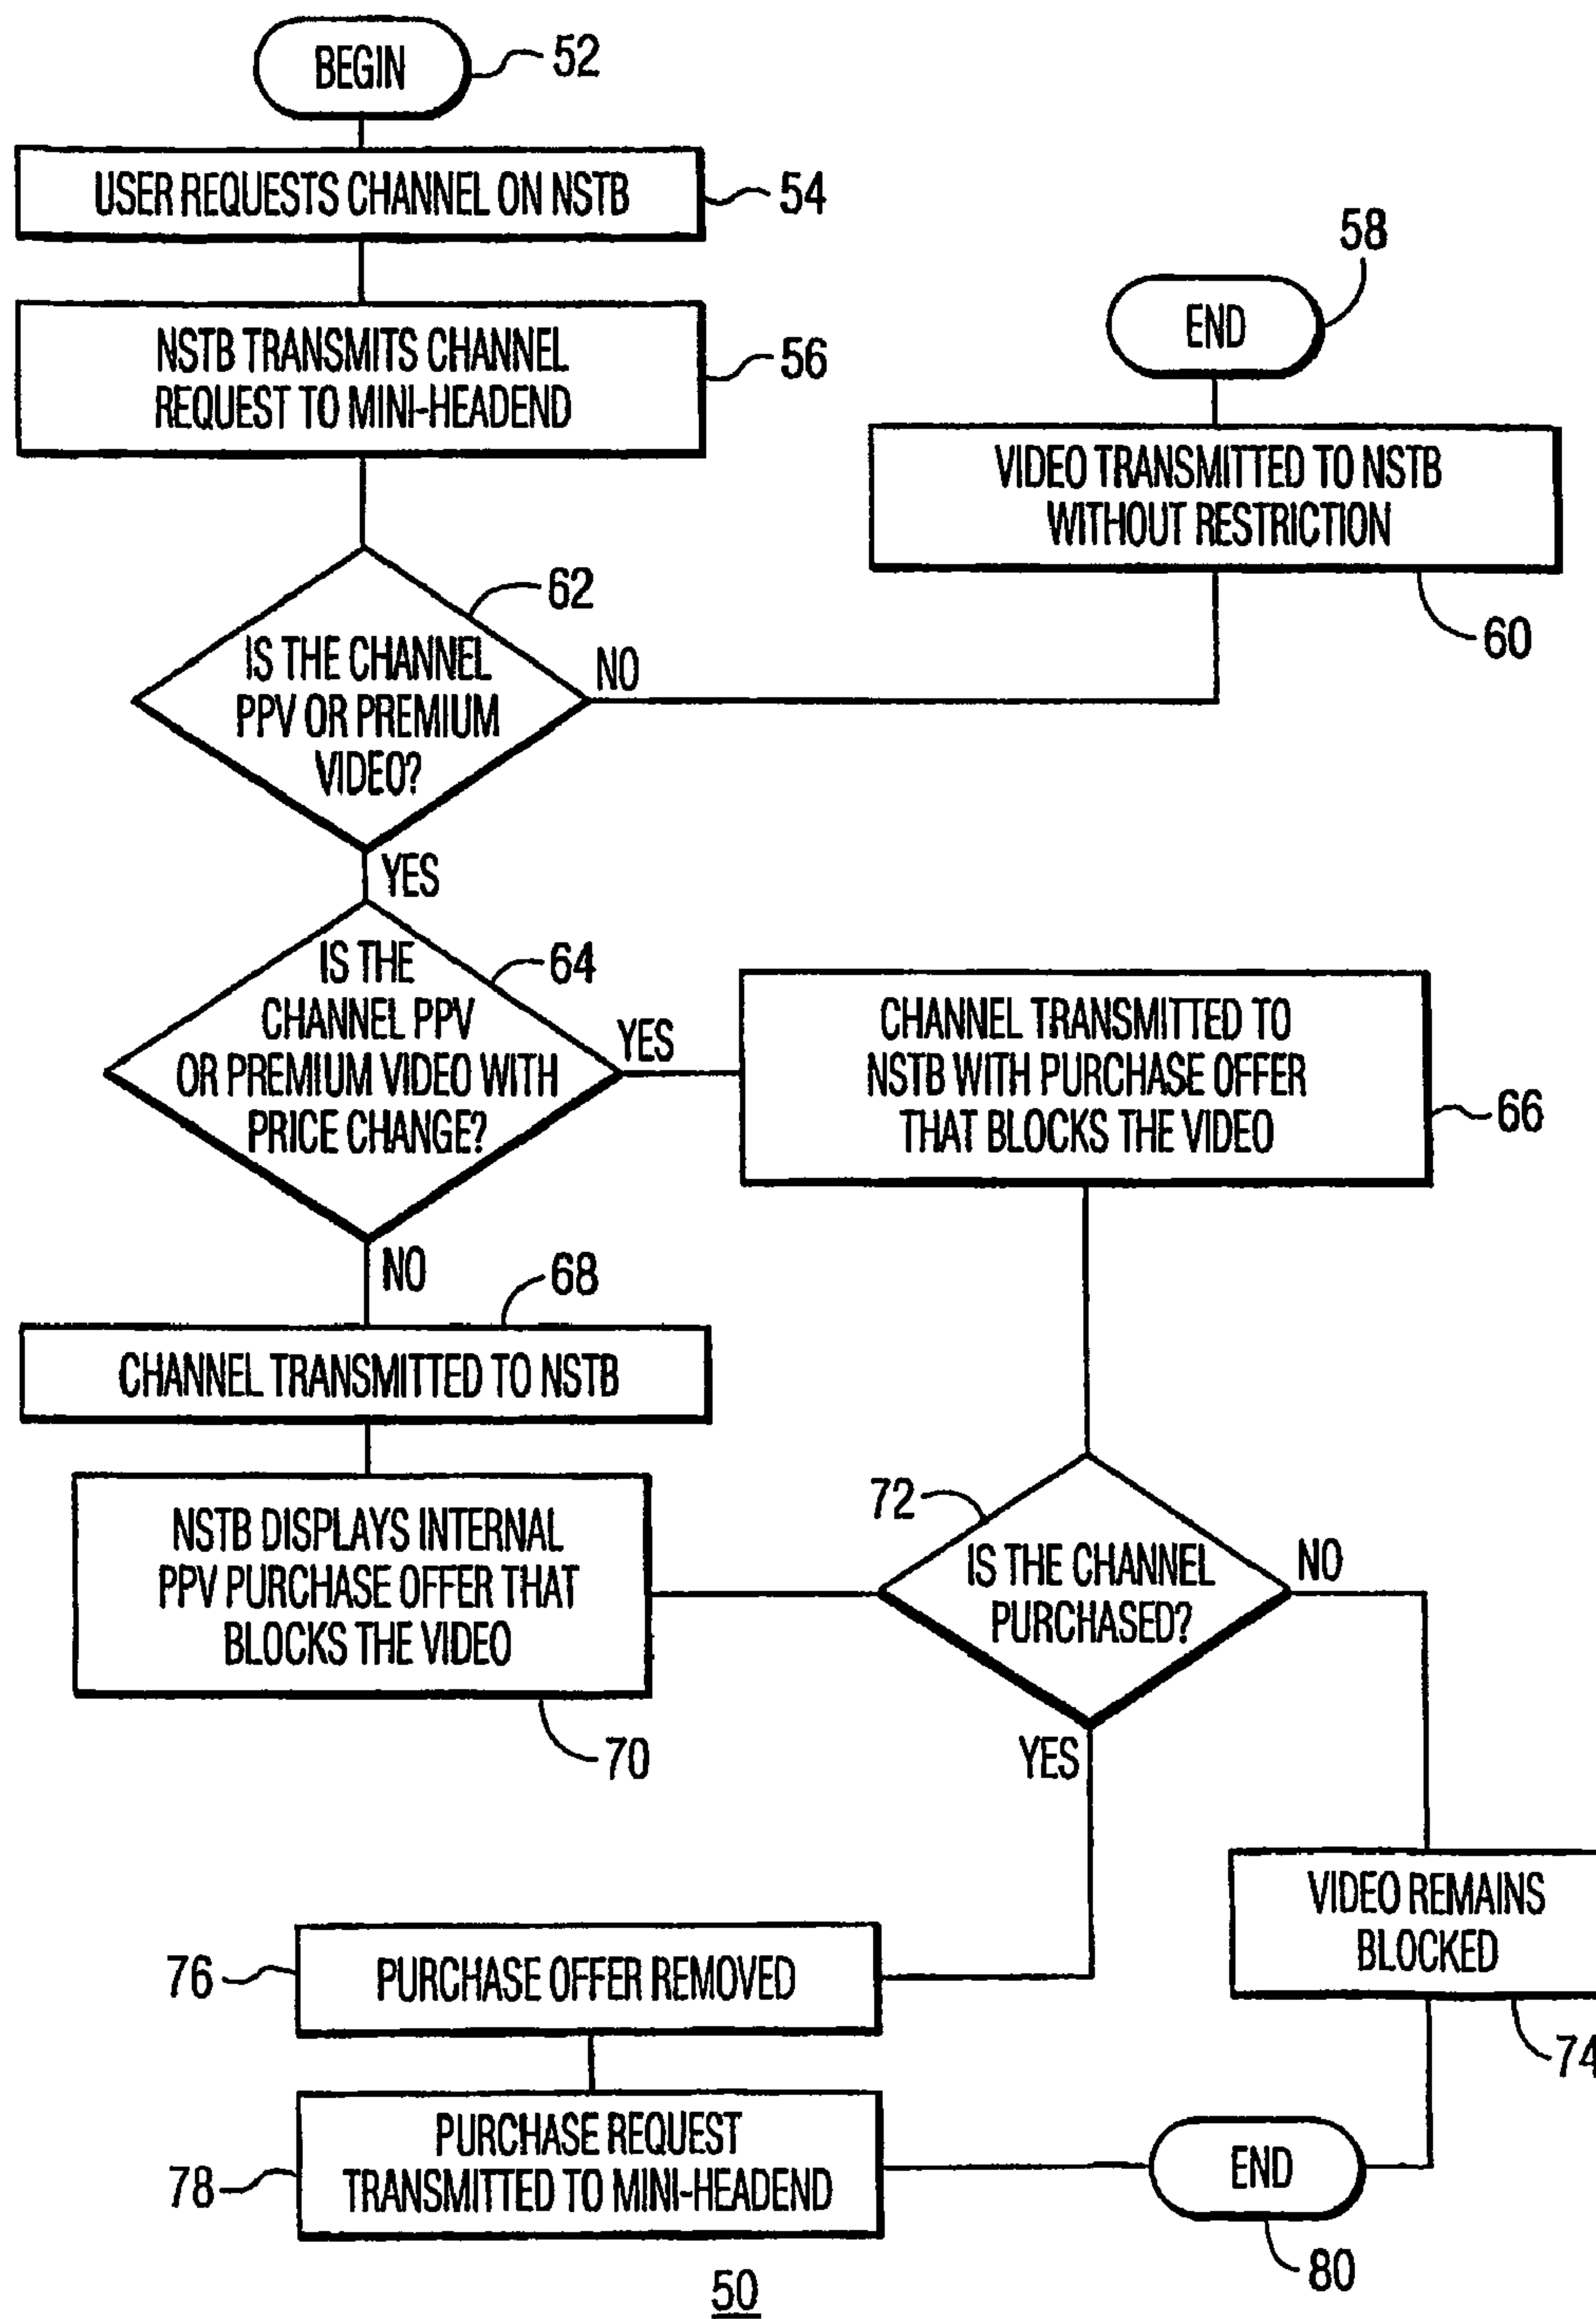 BEGIN
52
USER REQUESTS CHANNEL ON NSTB
54
NSTB TRANSMITS CHANNEL
REQUEST TO MINI-HEADEND
56
58
END
VIDEO TRANSMITTED TO NSTB
WITHOUT RESTRICTION
60
62
IS THE CHANNEL
PPV OR PREMIUM
VIDEO?
NO
YES
64
IS THE
CHANNEL PPV
OR PREMIUM VIDEO WITH
PRICE CHANGE?
YES
CHANNEL TRANSMITTED TO
NSTB WITH PURCHASE OFFER
THAT BLOCKS THE VIDEO
66
NO
68
CHANNEL TRANSMITTED TO NSTB
NSTB DISPLAYS INTERNAL
PPV PURCHASE OFFER THAT
BLOCKS THE VIDEO
70
72
IS THE CHANNEL
PURCHASED?
NO
YES
VIDEO REMAINS
BLOCKED
74
76
PURCHASE OFFER REMOVED
78
PURCHASE REQUEST
TRANSMITTED TO MINI-HEADEND
END
80
50